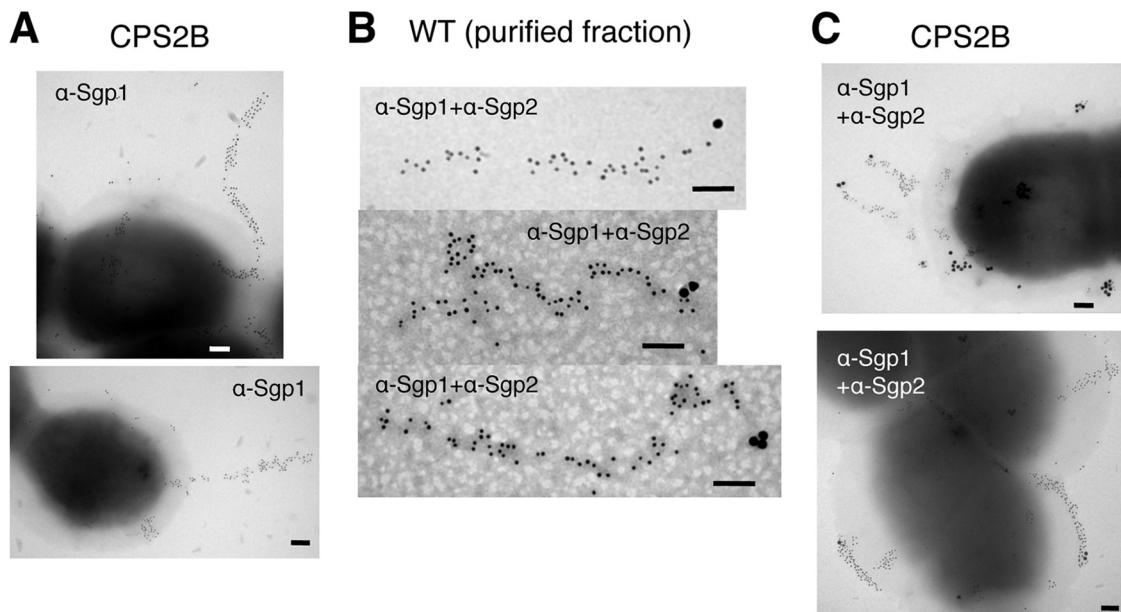 A
CPS2B
α-Sgp1
α-Sgp1
B
WT (purified fraction)
α-Sgp1+α-Sgp2
α-Sgp1+α-Sgp2
α-Sgp1+α-Sgp2
C
CPS2B
α-Sgp1
+α-Sgp2
α-Sgp1
+α-Sgp2